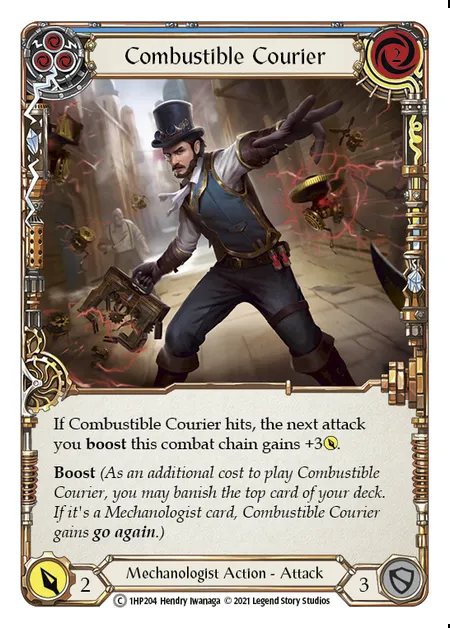 2
Combustible Courier
If Combustible Courier hits, the next attack
you boost this combat chain gains +3.
Boost (As an additional cost to play Combustible
Courier, you may banish the top card of your deck.
If it's a Mechanologist card, Combustible Courier
gains go again.)
2
Mechanologist Action - Attack
3
C 1HP204 Hendry Iwanaga © 2021 Legend Story Studios